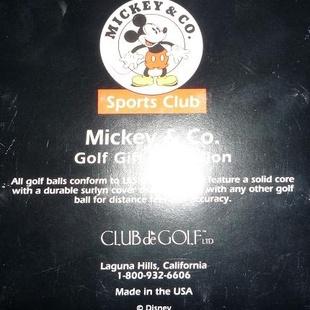 MICKEY & CO.
Sports Club
Mickey & Co.
Golf Gift
All golf balls conform to feature a solid core
with a durable surlyn cover with any other golf
ball for distance accuracy.
CLUB de GOLF LTD
Laguna Hills, California
1-800-932-6606
Made in the USA
© Disney